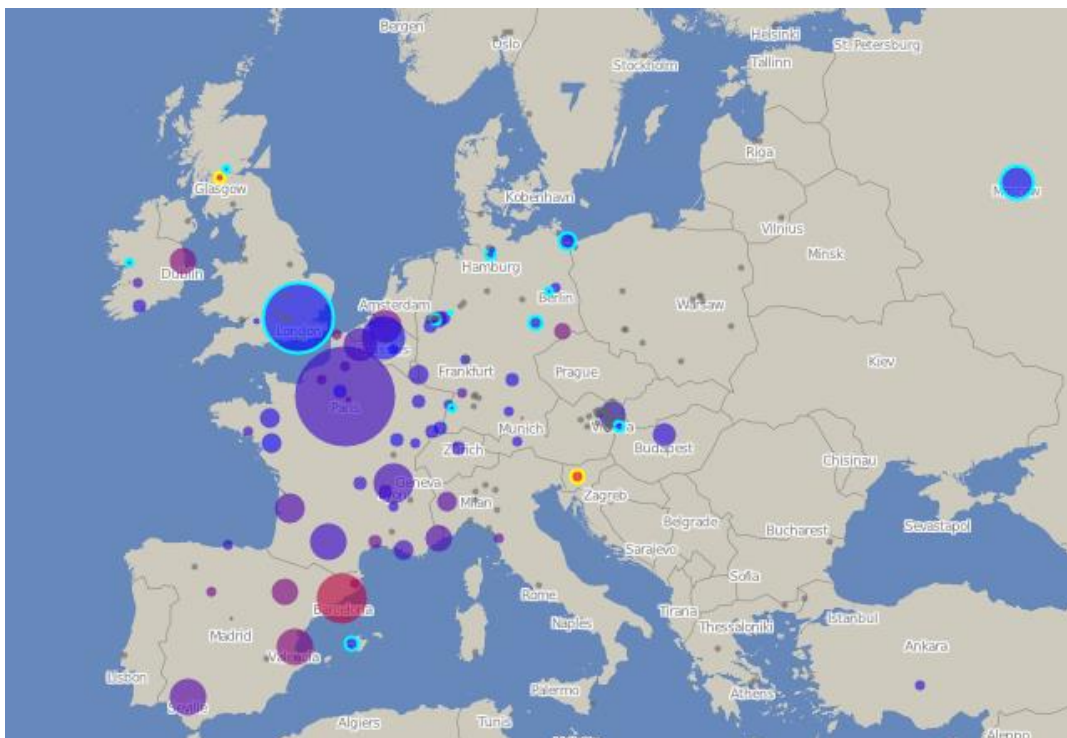 Bergen
Oslo
Helsinki
St. Petersburg
Stockholm
Tallinn
Riga
Glasgow
Moscow
København
Vilnius
Minsk
Dublin
Hamburg
Amsterdam
Berlin
Warsaw
London
Kiev
Frankfurt
Prague
Paris
Munich
Vienna
Zürich
Budapest
Chisinau
Geneva
Lyon
Milan
Zagreb
Belgrade
Bucharest
Sevastapol
Sarajevo
Sofia
Rome
Tirana
Istanbul
Barcelona
Naples
Thessaloniki
Madrid
Ankara
Valencia
Lisbon
Palermo
Athens
Seville
Algiers
Tunis
Aleppo